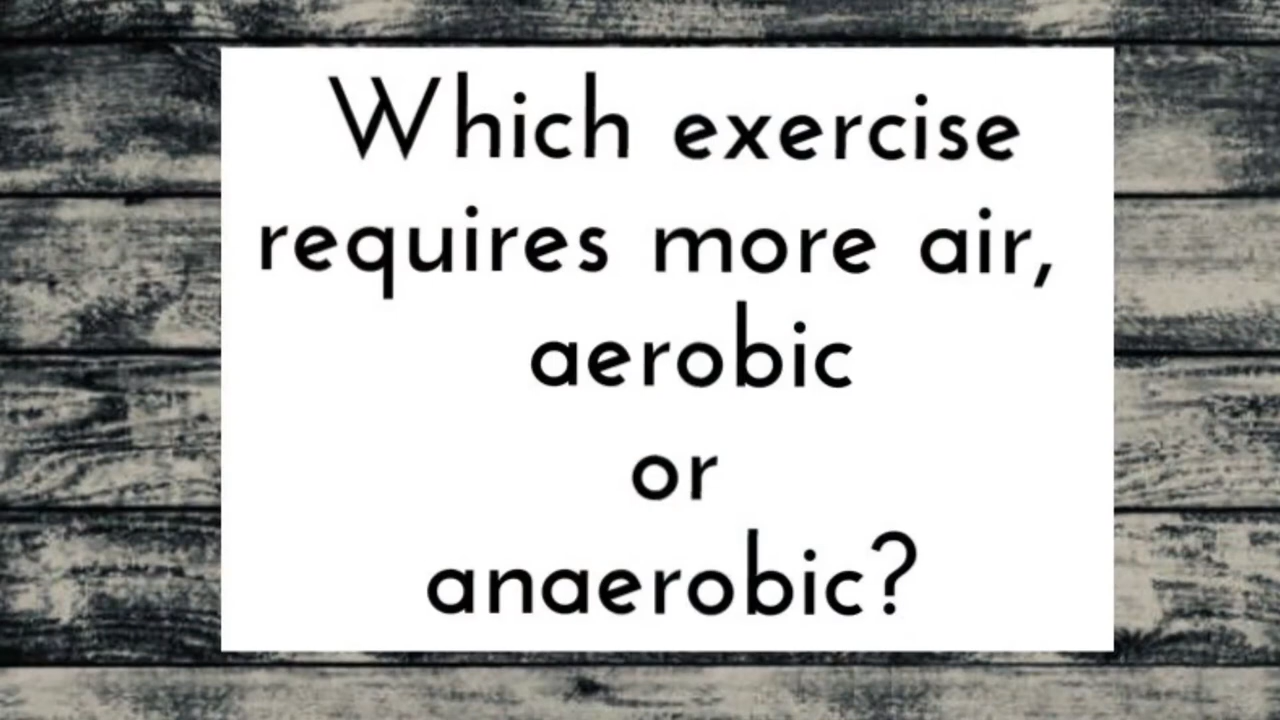 Which exercise
requires more air,
aerobic
or
anaerobic?